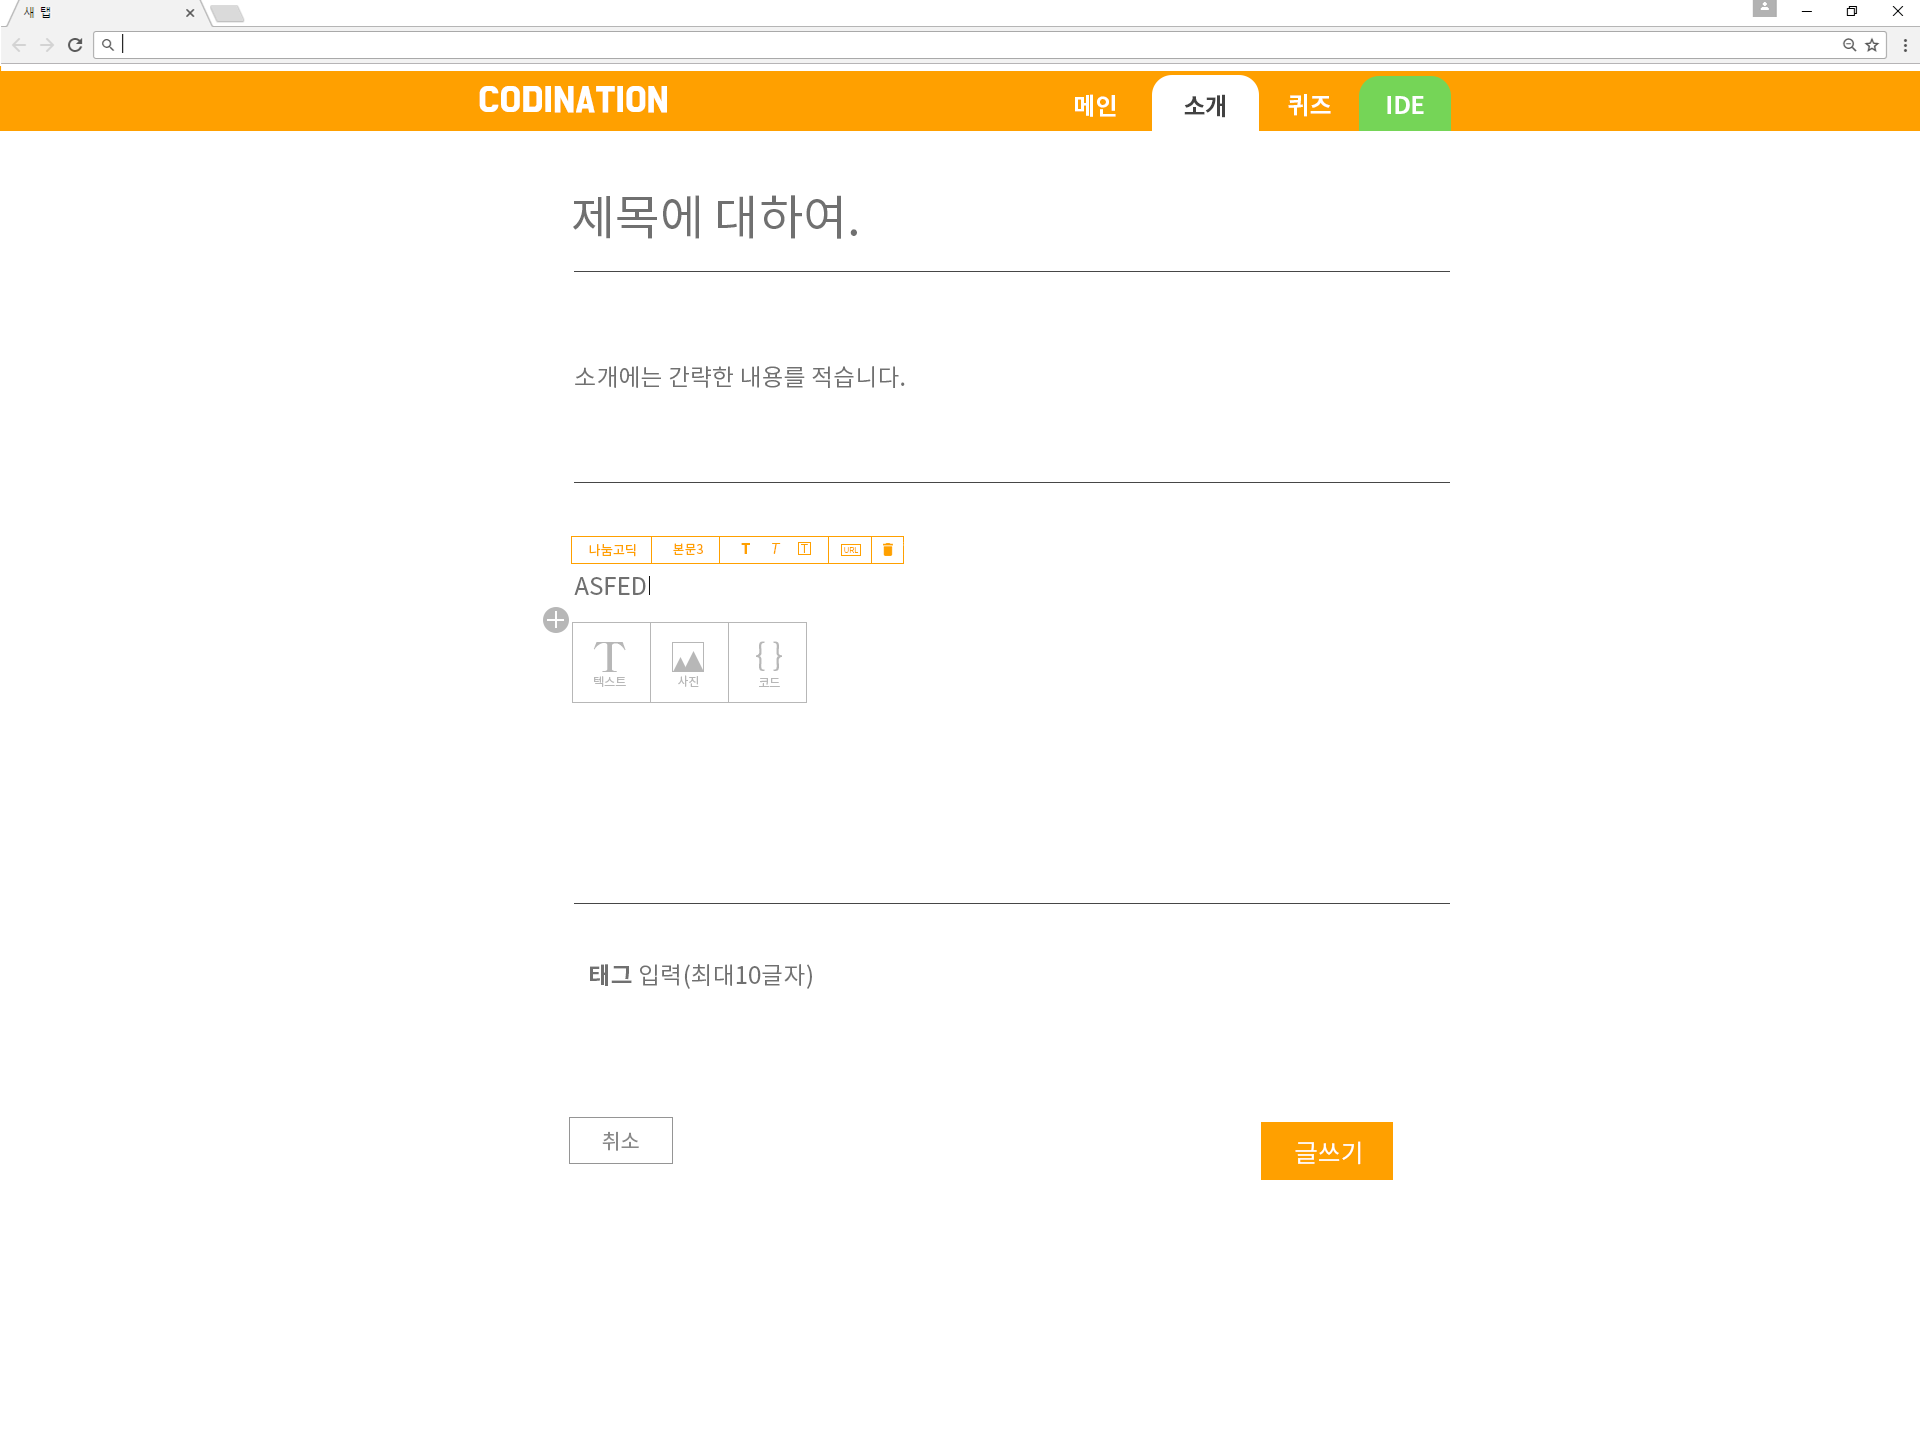 새 탭
CODINATION
메인 소개 퀴즈 IDE
제목에 대하여.
소개에는 간략한 내용를 적습니다.
나눔고딕 본문3 T T T URL
ASFED
T { }
텍스트 사진 코드
태그 입력(최대10글자)
취소
글쓰기